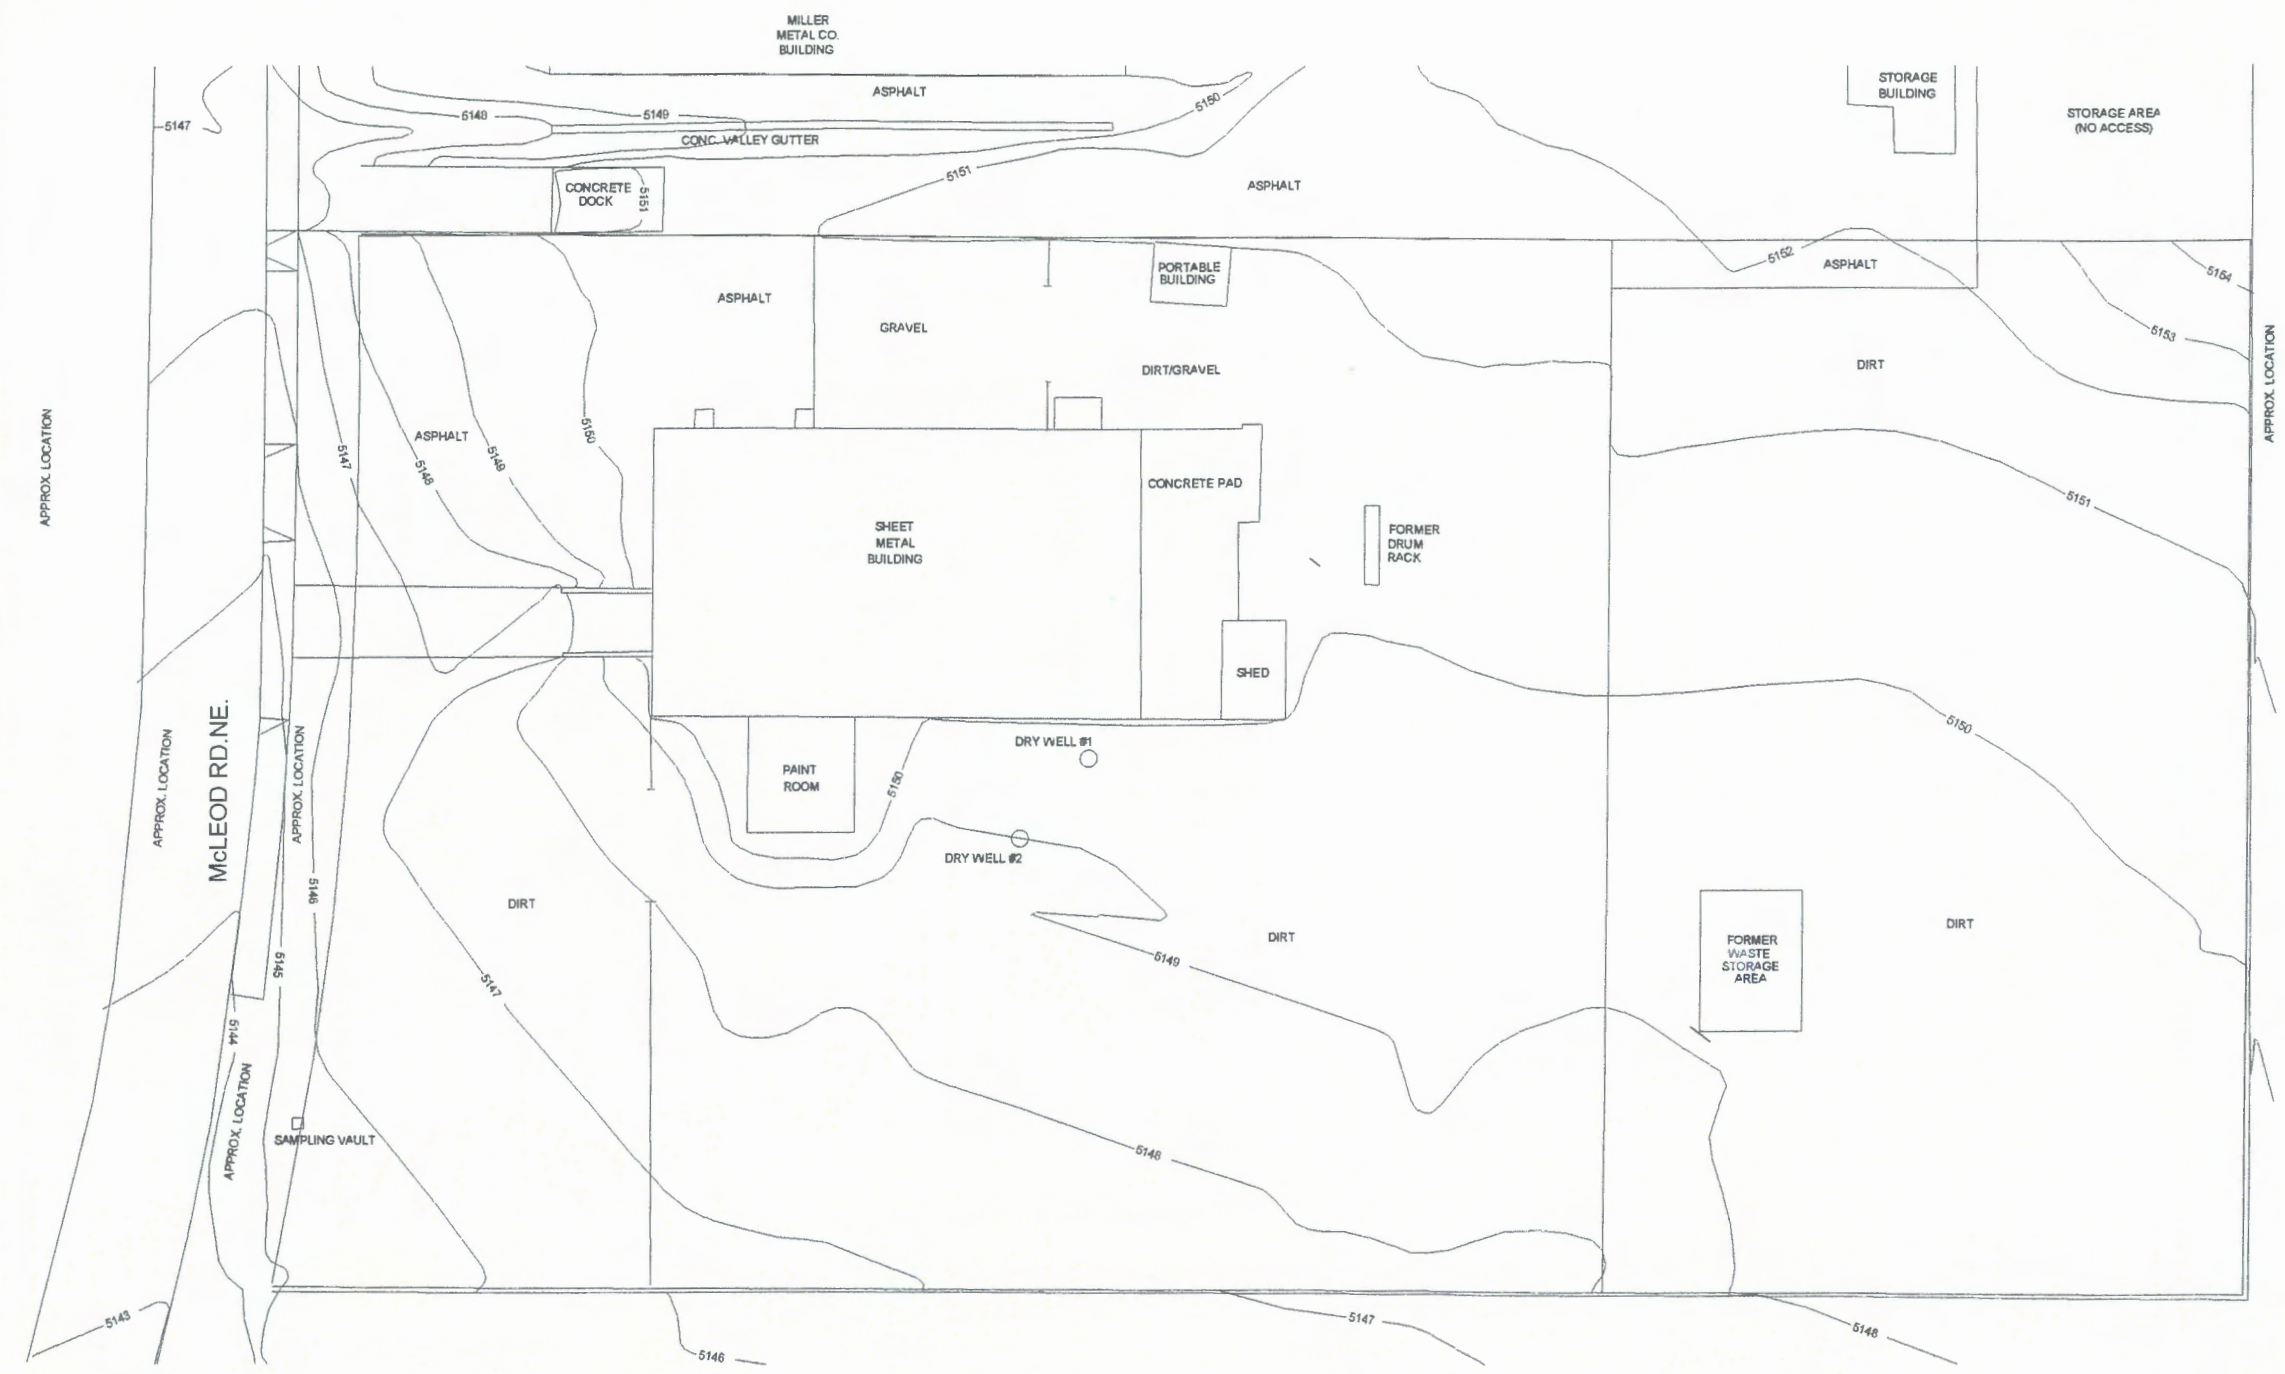 MILLER
METAL CO.
BUILDING
STORAGE
BUILDING
STORAGE AREA
(NO ACCESS)
ASPHALT
5150
5148
5149
5147
CONC. VALLEY GUTTER
5151
CONCRETE
DOCK
5151
ASPHALT
5152
ASPHALT
5154
PORTABLE
BUILDING
ASPHALT
GRAVEL
5153
DIRT/GRAVEL
DIRT
APPROX. LOCATION
APPROX. LOCATION
ASPHALT
5147
5148
5149
5150
CONCRETE PAD
5151
SHEET
METAL
BUILDING
FORMER
DRUM
RACK
SHED
5150
DRY WELL #1
PAINT
ROOM
5150
APPROX. LOCATION
McLEOD RD.NE.
APPROX. LOCATION
DRY WELL #2
5146
DIRT
DIRT
DIRT
5145
5147
5149
FORMER
WASTE
STORAGE
AREA
5144
APPROX. LOCATION
SAMPLING VAULT
5148
5143
5147
5148
5146